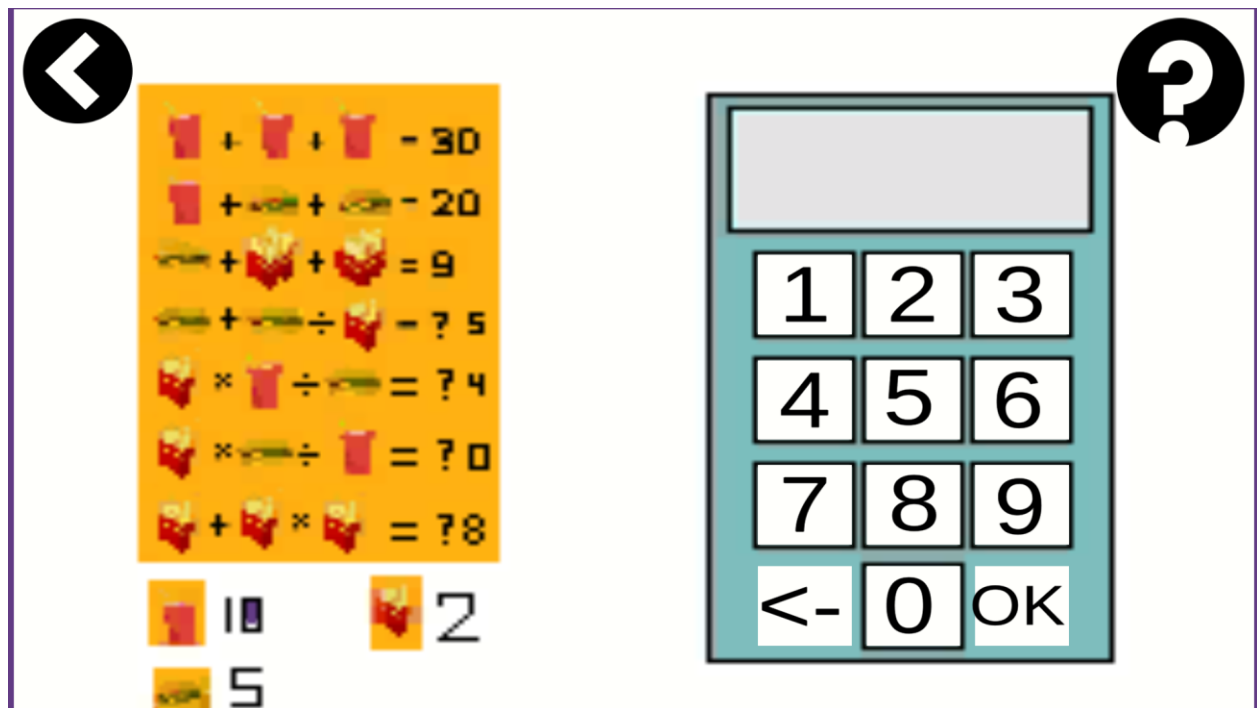 + + - 30
+ + - 20
+ + = 9
+ ÷ - ? 5
× ÷ = ? 4
× ÷ = ? 0
+ × = ? 8
10 2
5
?
1 2 3
4 5 6
7 8 9
<- 0 OK